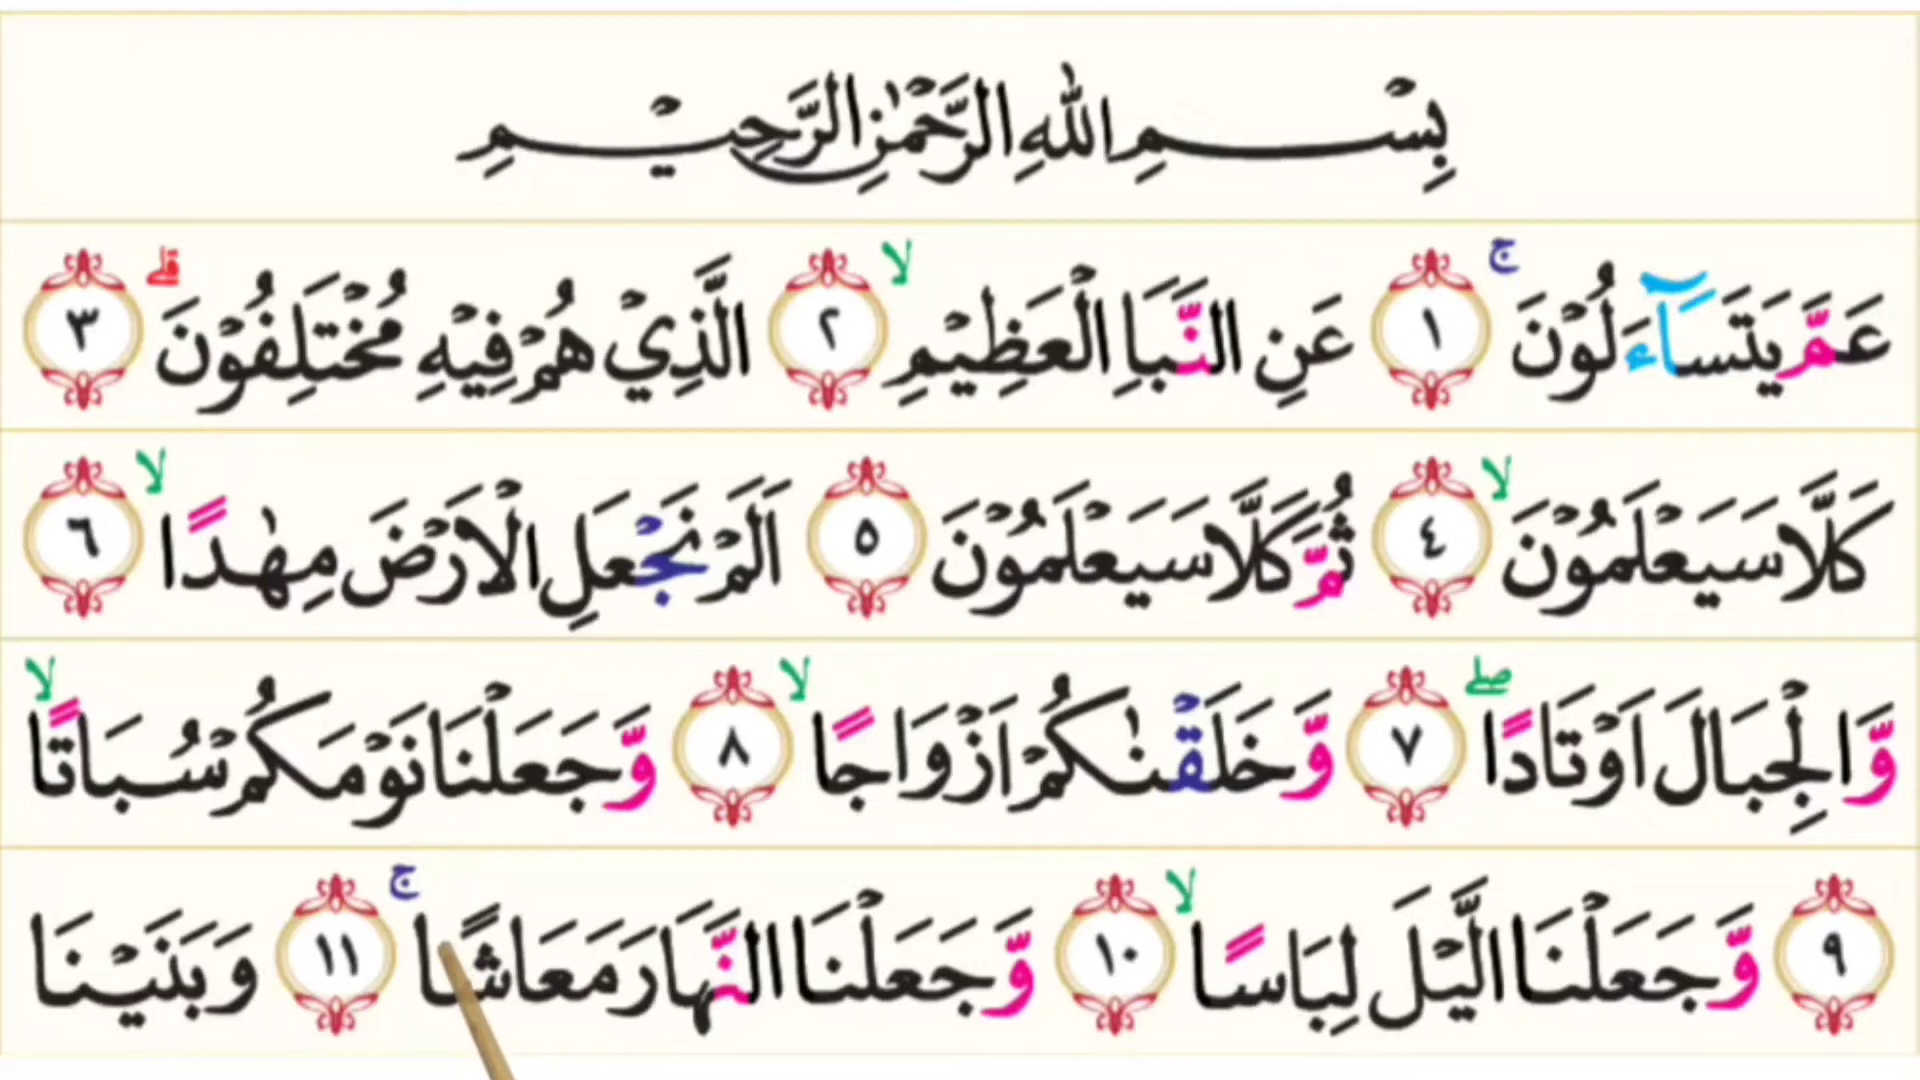 بِسْمِ اللّٰهِ الرَّحْمٰنِ الرَّحِيْمِ
عَمَّ يَتَسَآءَلُوْنَ ۚ ١ عَنِ النَّبَاِ الْعَظِيْمِ ۙ ٢ الَّذِيْ هُمْ فِيْهِ مُخْتَلِفُوْنَ ۗ ٣
كَلَّا سَيَعْلَمُوْنَ ۙ ٤ ثُمَّ كَلَّا سَيَعْلَمُوْنَ ٥ اَلَمْ نَجْعَلِ الْاَرْضَ مِهٰدًا ۙ ٦
وَّالْجِبَالَ اَوْتَادًا ۖ ٧ وَّخَلَقْنٰكُمْ اَزْوَاجًا ۙ ٨ وَّجَعَلْنَا نَوْمَكُمْ سُبَاتًا ۙ
٩ وَّجَعَلْنَا الَّيْلَ لِبَاسًا ۙ ١٠ وَّجَعَلْنَا النَّهَارَ مَعَاشًا ۚ ١١ وَبَنَيْنَا